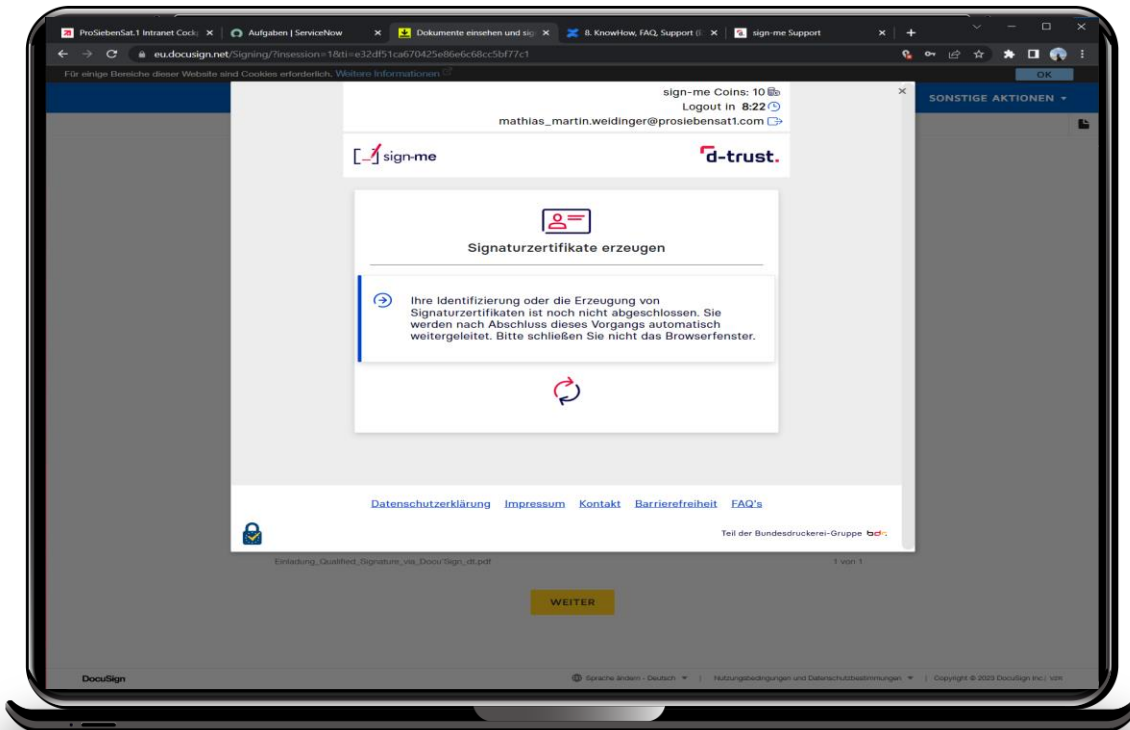 ProSiebenSat.1 Intranet Cock
Aufgaben | ServiceNow
Dokumente einsehen und sig
8. KnowHow, FAQ, Support (
sign-me Support
eu.docusign.net/Signing/?insession=1&ti=e32df51ca670425e86e6c68cc5bf77c1
Für einige Bereiche dieser Website sind Cookies erforderlich. Weitere Informationen
OK
SONSTIGE AKTIONEN
sign-me Coins: 10
Logout in 8:22
mathias_martin.weidinger@prosiebensat1.com
sign-me
d-trust.
Signaturzertifikate erzeugen
Ihre Identifizierung oder die Erzeugung von
Signaturzertifikaten ist noch nicht abgeschlossen. Sie
werden nach Abschluss dieses Vorgangs automatisch
weitergeleitet. Bitte schließen Sie nicht das Browserfenster.
Datenschutzerklärung Impressum Kontakt Barrierefreiheit FAQ's
Teil der Bundesdruckerei-Gruppe bdr.
Einladung_Qualified_Signature_via_DocuSign_dt.pdf
1 von 1
WEITER
DocuSign
Sprache ändern - Deutsch | Nutzungsbedingungen und Datenschutzbestimmungen | Copyright © 2023 DocuSign Inc. | V2R